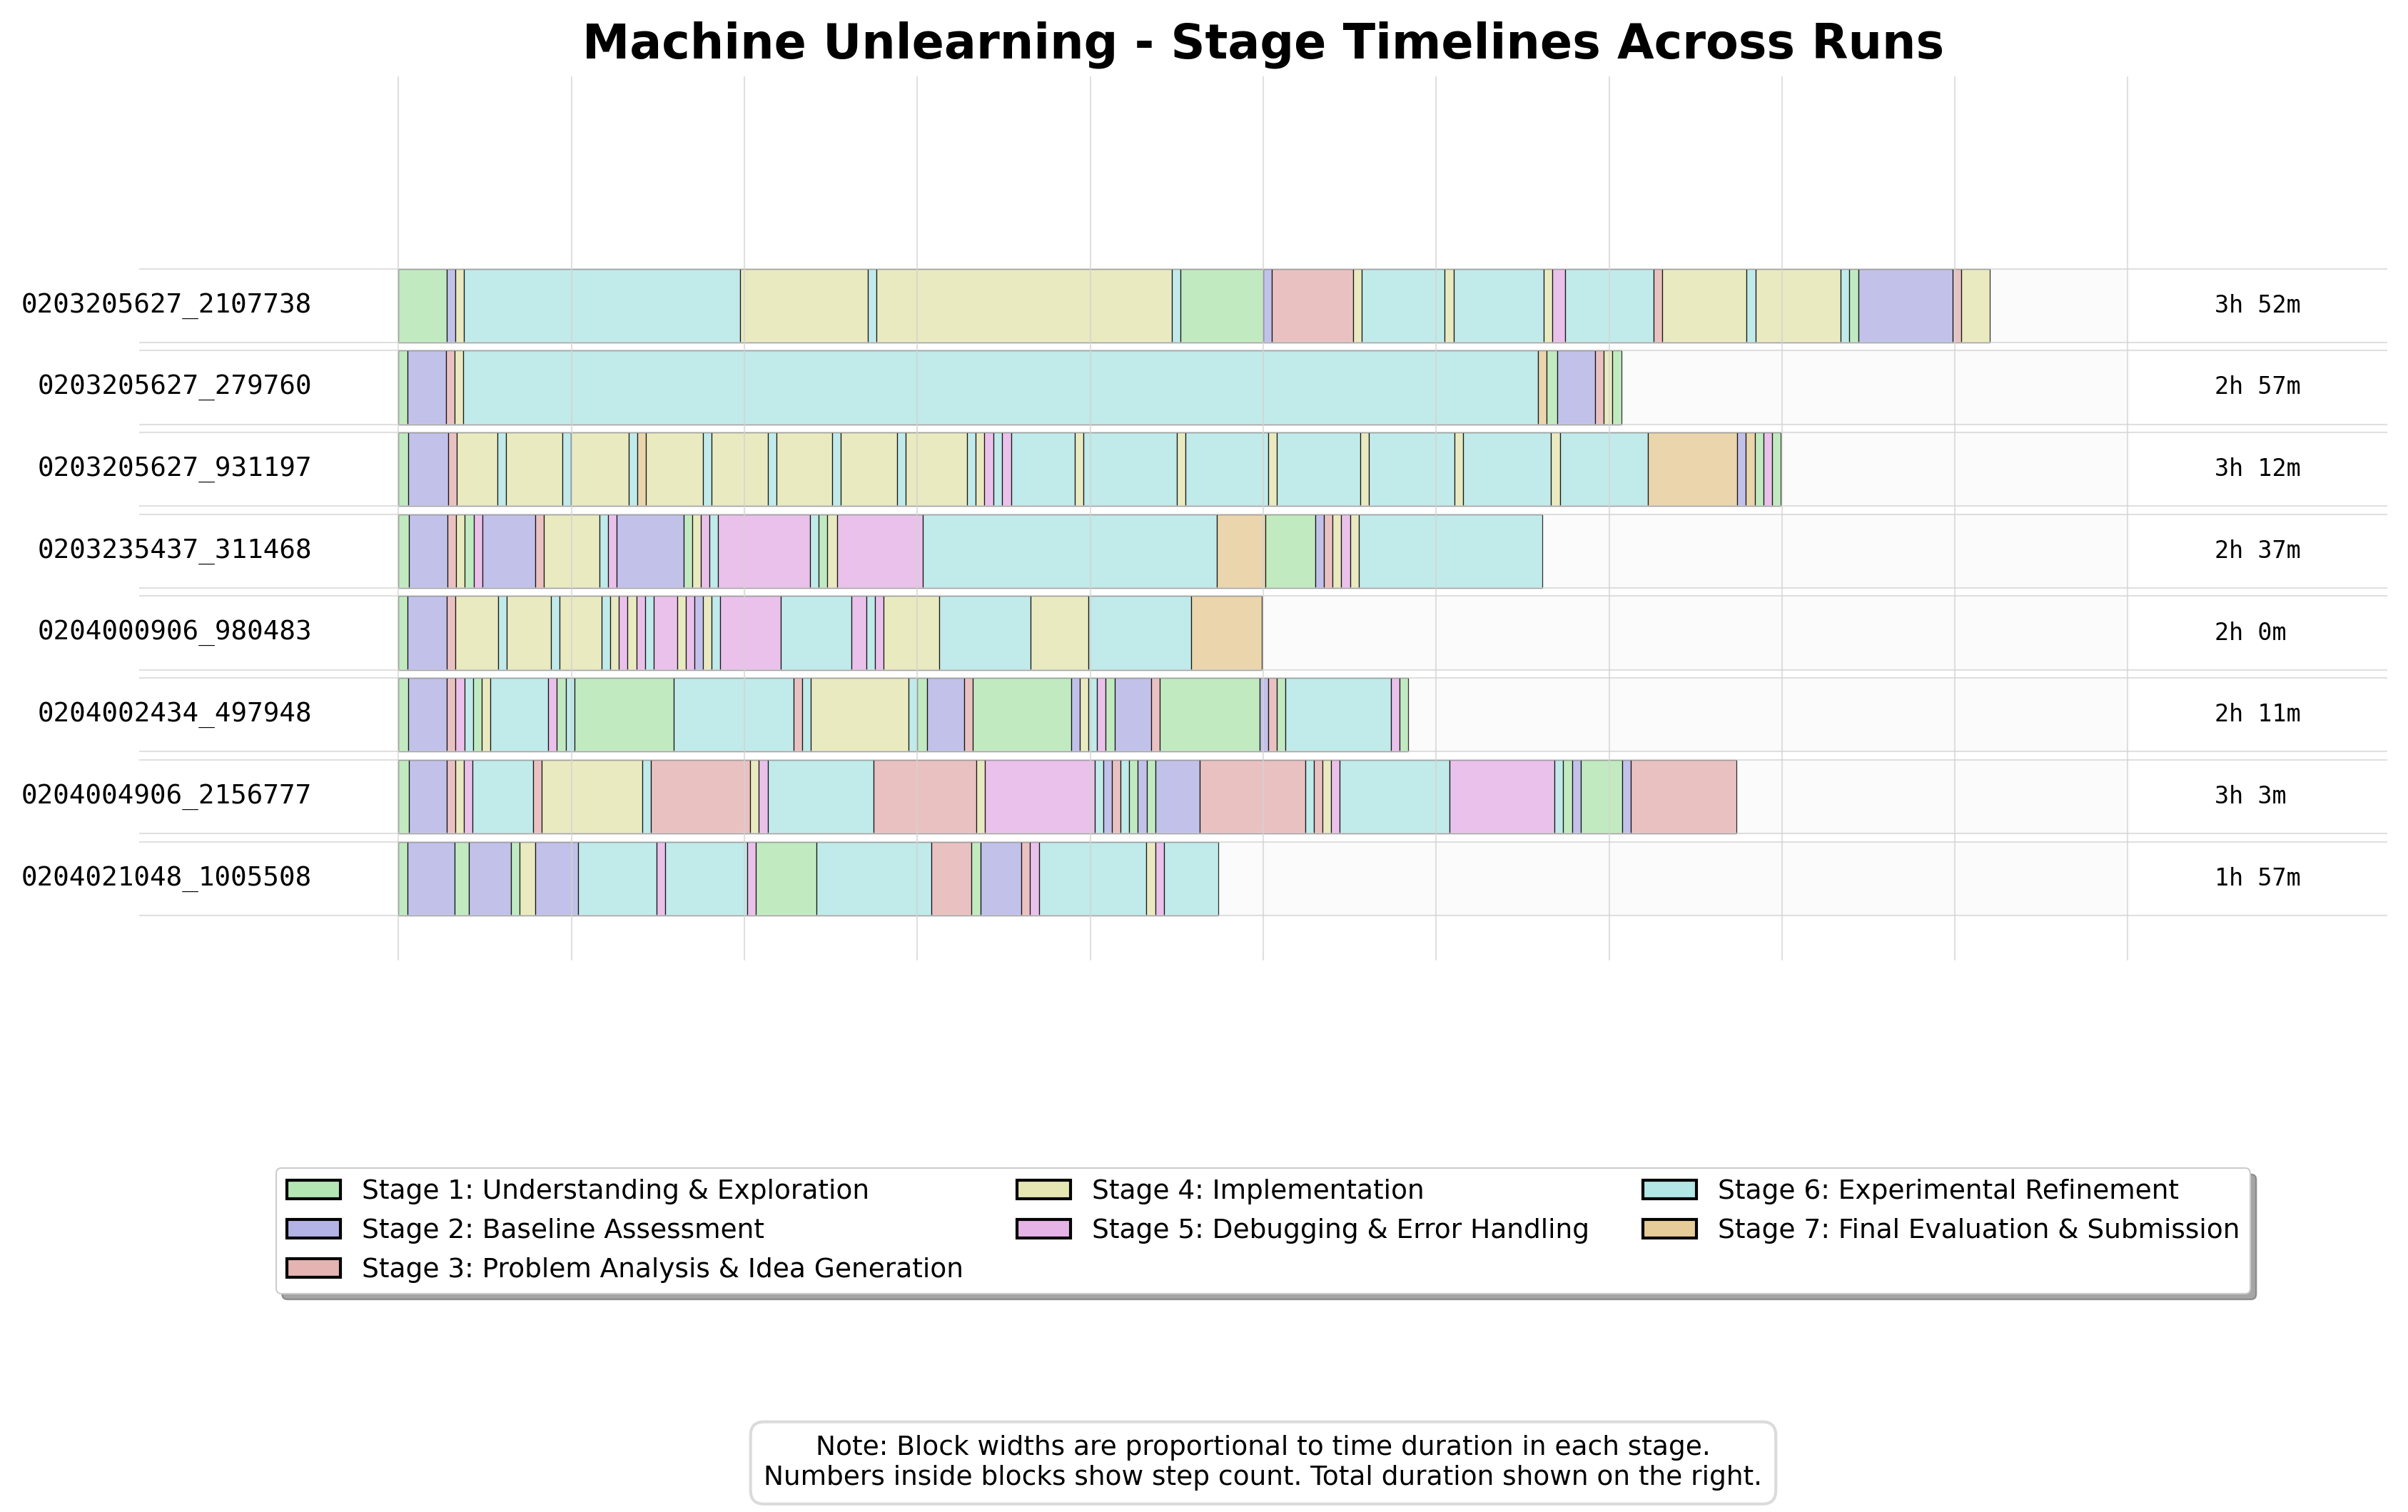 Machine Unlearning - Stage Timelines Across Runs
0203205627_2107738 3h 52m
0203205627_279760 2h 57m
0203205627_931197 3h 12m
0203235437_311468 2h 37m
0204000906_980483 2h 0m
0204002434_497948 2h 11m
0204004906_2156777 3h 3m
0204021048_1005508 1h 57m
Stage 1: Understanding & Exploration
Stage 2: Baseline Assessment
Stage 3: Problem Analysis & Idea Generation
Stage 4: Implementation
Stage 5: Debugging & Error Handling
Stage 6: Experimental Refinement
Stage 7: Final Evaluation & Submission
Note: Block widths are proportional to time duration in each stage.
Numbers inside blocks show step count. Total duration shown on the right.